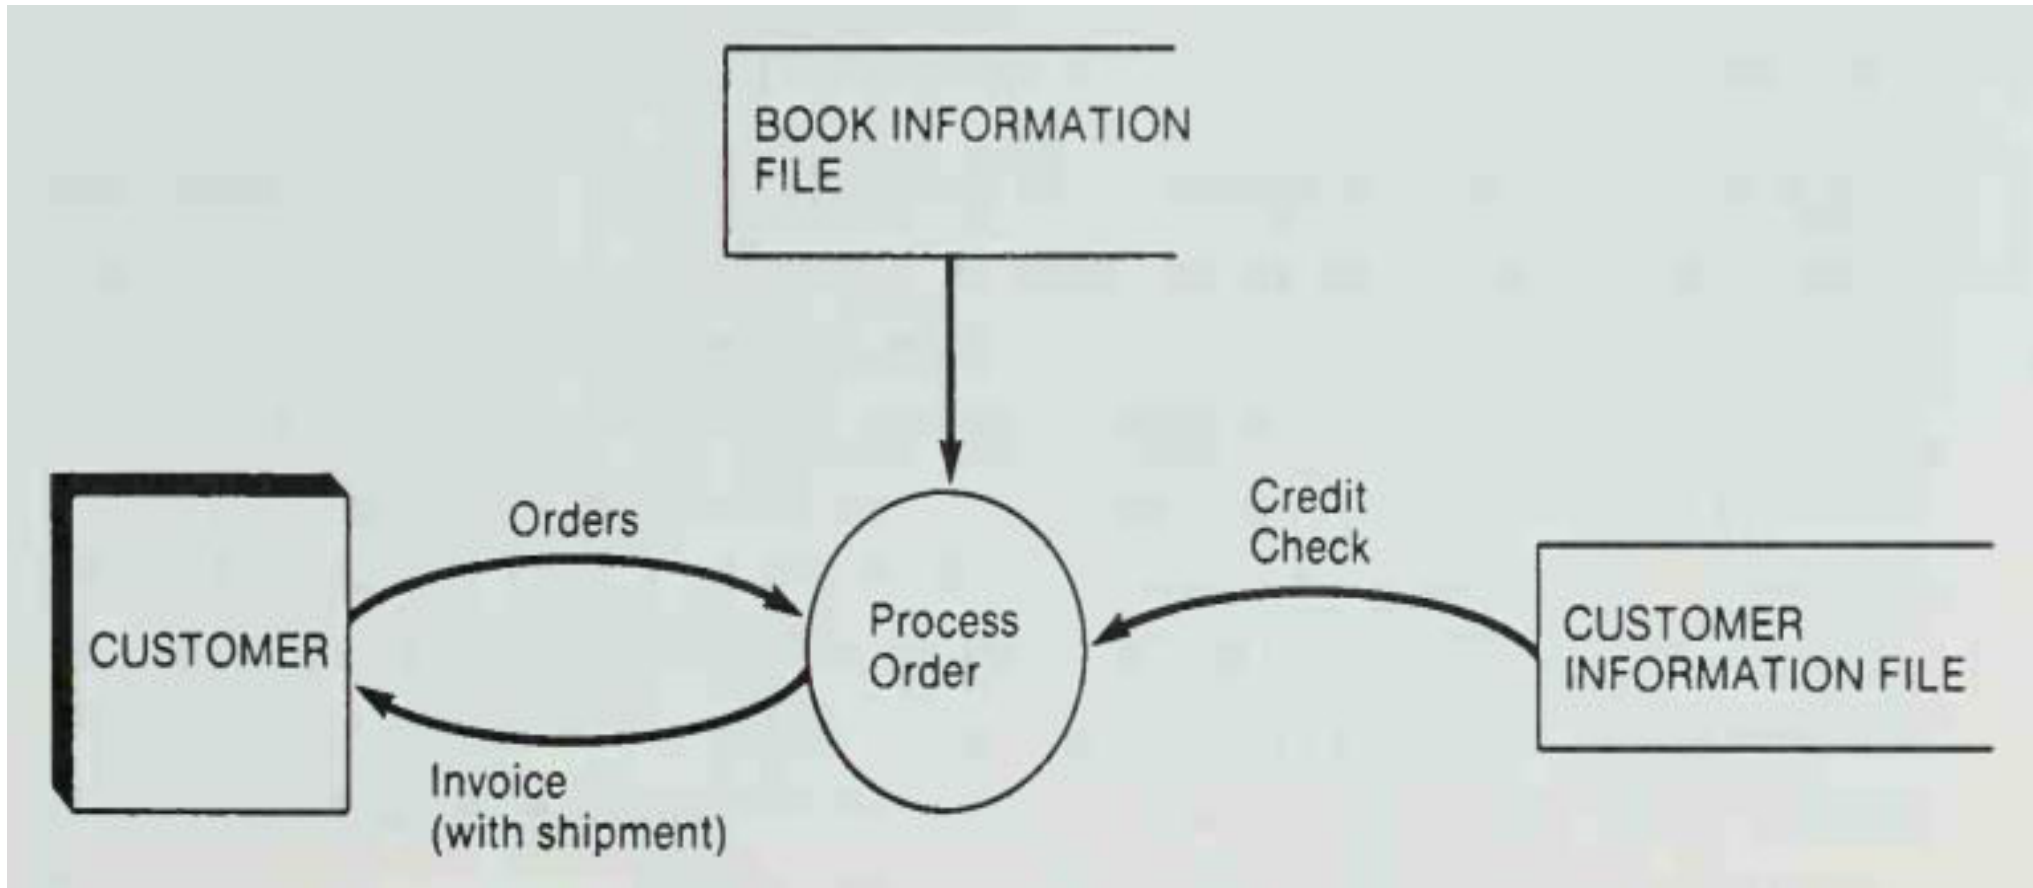 BOOK INFORMATION
FILE
Orders
Credit
Check
CUSTOMER
Process
Order
CUSTOMER
INFORMATION FILE
Invoice
(with shipment)